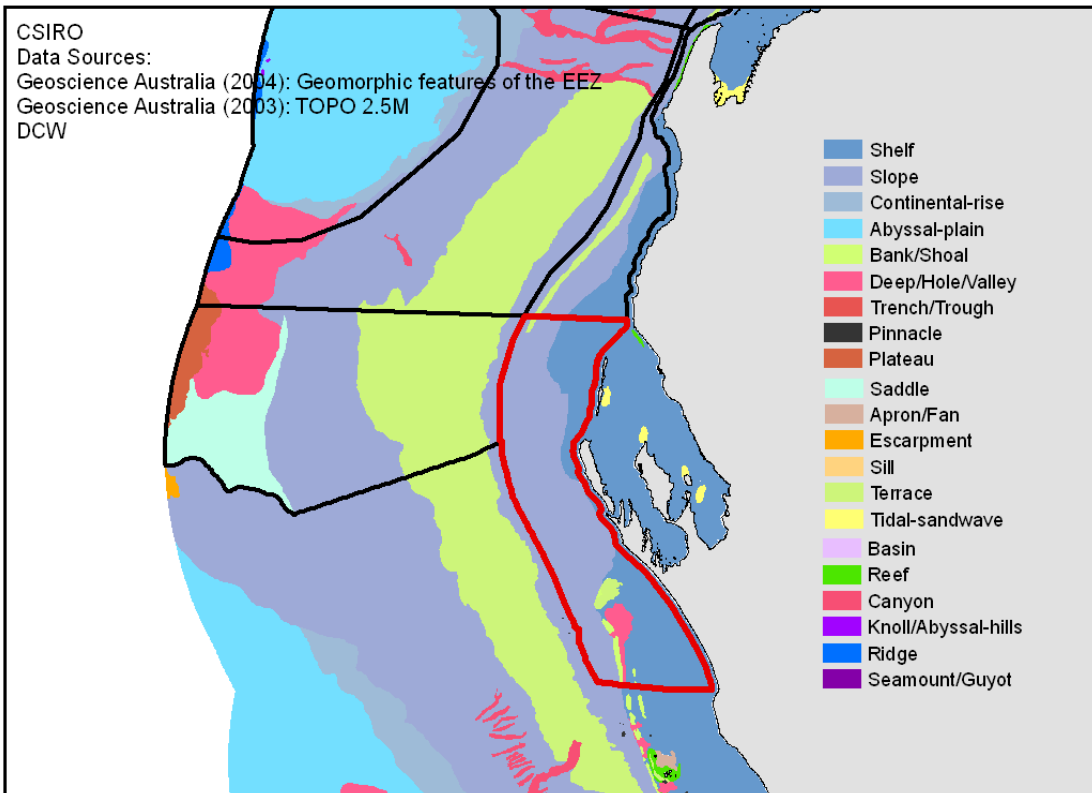 CSIRO
Data Sources:
Geoscience Australia (2004): Geomorphic features of the EEZ
Geoscience Australia (2003): TOPO 2.5M
DCW
Shelf
Slope
Continental-rise
Abyssal-plain
Bank/Shoal
Deep/Hole/Valley
Trench/Trough
Pinnacle
Plateau
Saddle
Apron/Fan
Escarpment
Sill
Terrace
Tidal-sandwave
Basin
Reef
Canyon
Knoll/Abyssal-hills
Ridge
Seamount/Guyot